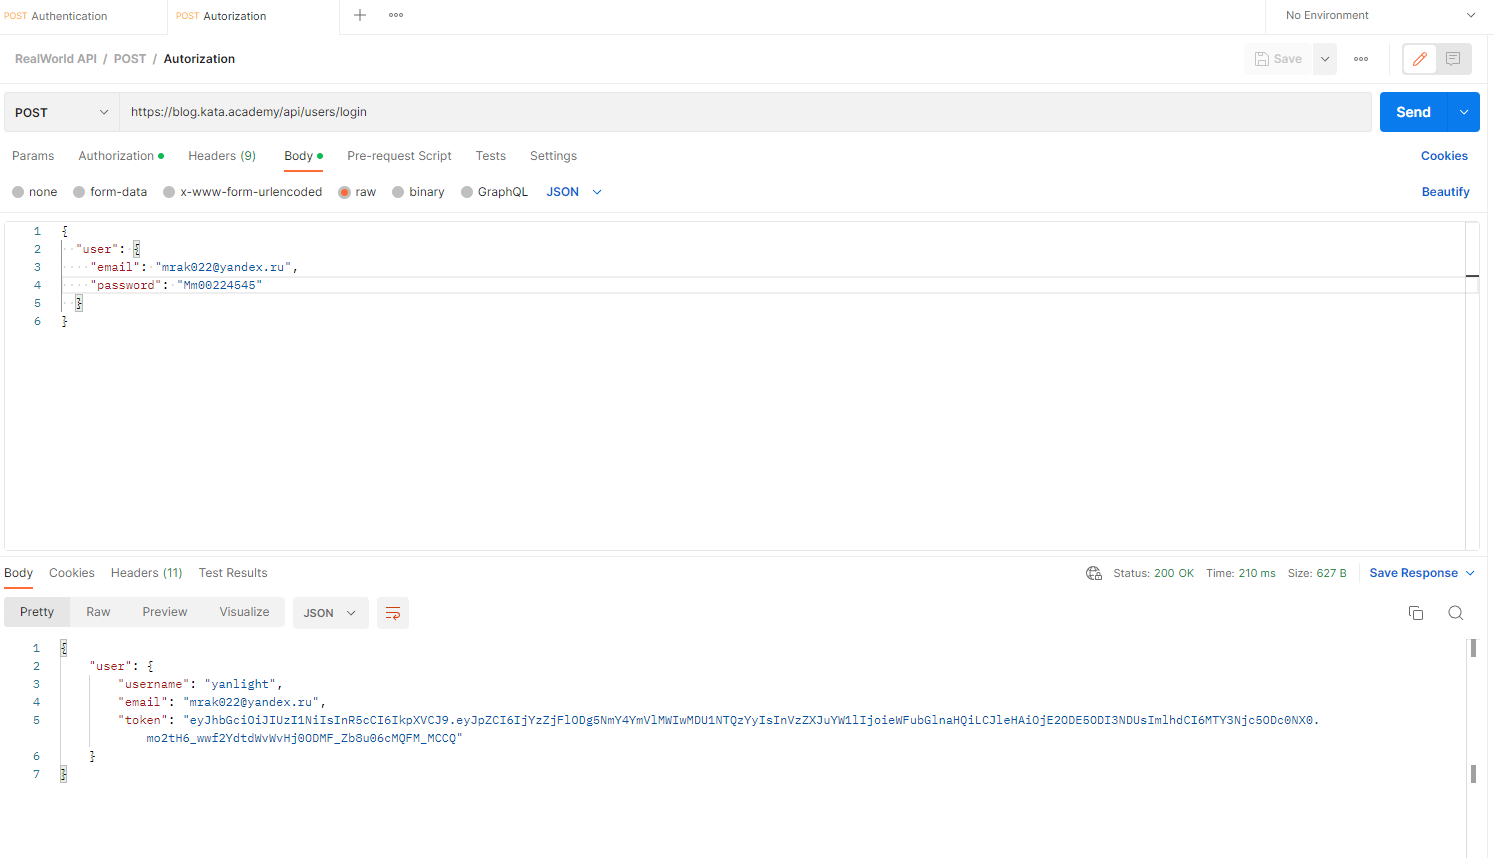 POST Authentication POST Autorization No Environment
RealWorld API / POST / Autorization Save
POST https://blog.kata.academy/api/users/login Send
Params Authorization Headers (9) Body Pre-request Script Tests Settings Cookies
none form-data x-www-form-urlencoded raw binary GraphQL JSON Beautify
1 {
2 "user": {
3 "email": "mrak022@yandex.ru",
4 "password": "Mm00224545"
5 }
6 }
Body Cookies Headers (11) Test Results Status: 200 OK Time: 210 ms Size: 627 B Save Response
Pretty Raw Preview Visualize JSON
1 {
2 "user": {
3 "username": "yanlight",
4 "email": "mrak022@yandex.ru",
5 "token": "eyJhbGciOiJIUzI1NiIsInR5cCI6IkpXVCJ9.eyJpZCI6IjYzZjFlODg5NmY4YmVlMWIwMDU1NTQzYyIsInVzZXJuYW1lIjoieWFubGlnaHQiLCJleHAiOjE2ODE5ODI3NDUsImlhdCI6MTY3Njc5ODc0NX0.
mo2tH6_wwf2YdtdWvWvHj0ODMF_Zb8u06cMQFM_MCCQ"
6 }
7 }